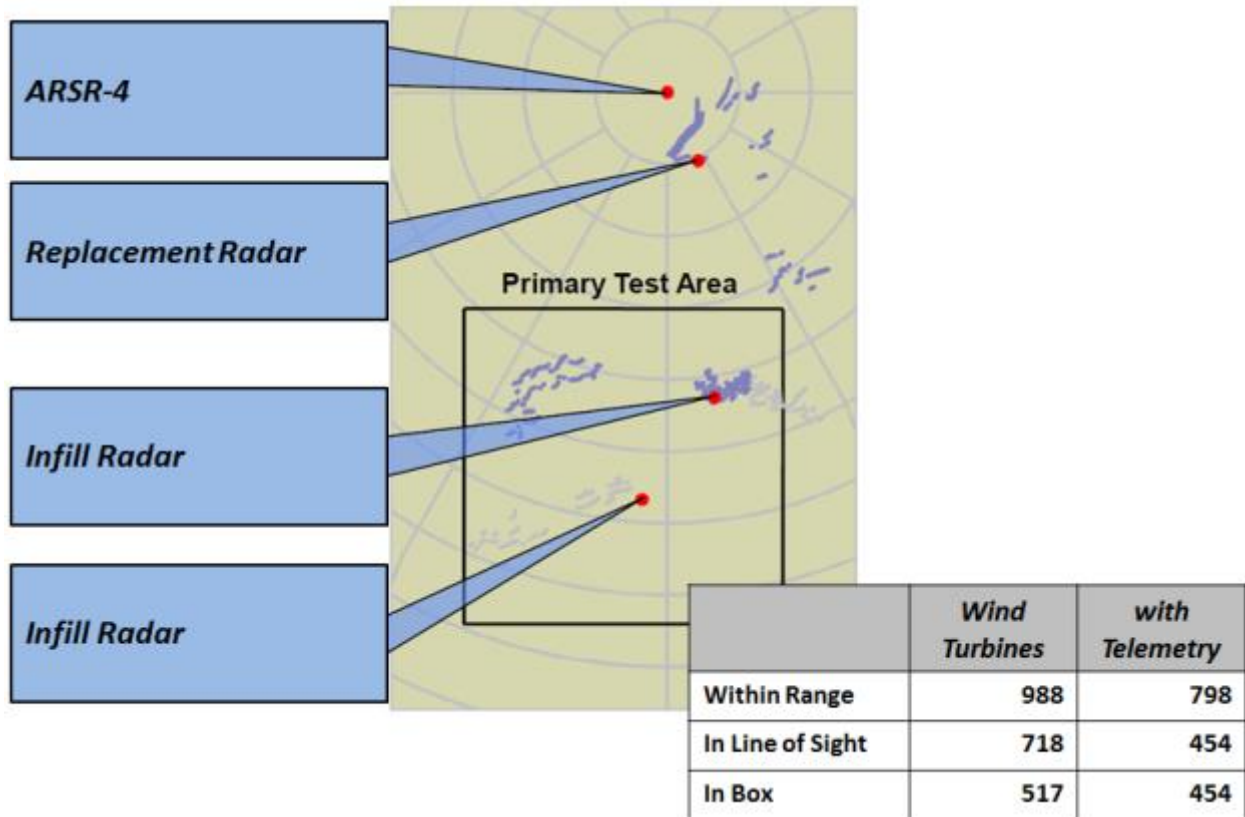 ARSR-4
Replacement Radar
Primary Test Area
Infill Radar
Infill Radar
Wind Turbines with Telemetry
Within Range 988 798
In Line of Sight 718 454
In Box 517 454